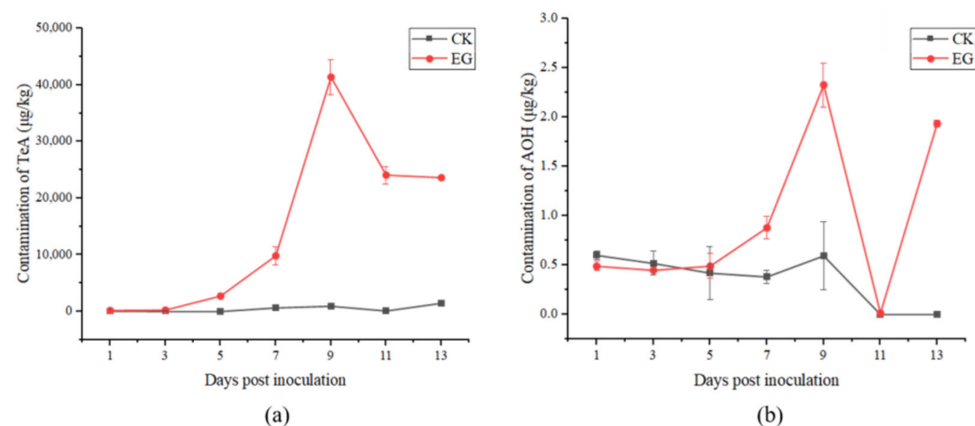 50,000
40,000
30,000
20,000
10,000
0
Contamination of TeA (μg/kg)
CK
EG
1 3 5 7 9 11 13
Days post inoculation
(a)
3.0
2.5
2.0
1.5
1.0
0.5
0.0
Contamination of AOH (μg/kg)
CK
EG
1 3 5 7 9 11 13
Days post inoculation
(b)